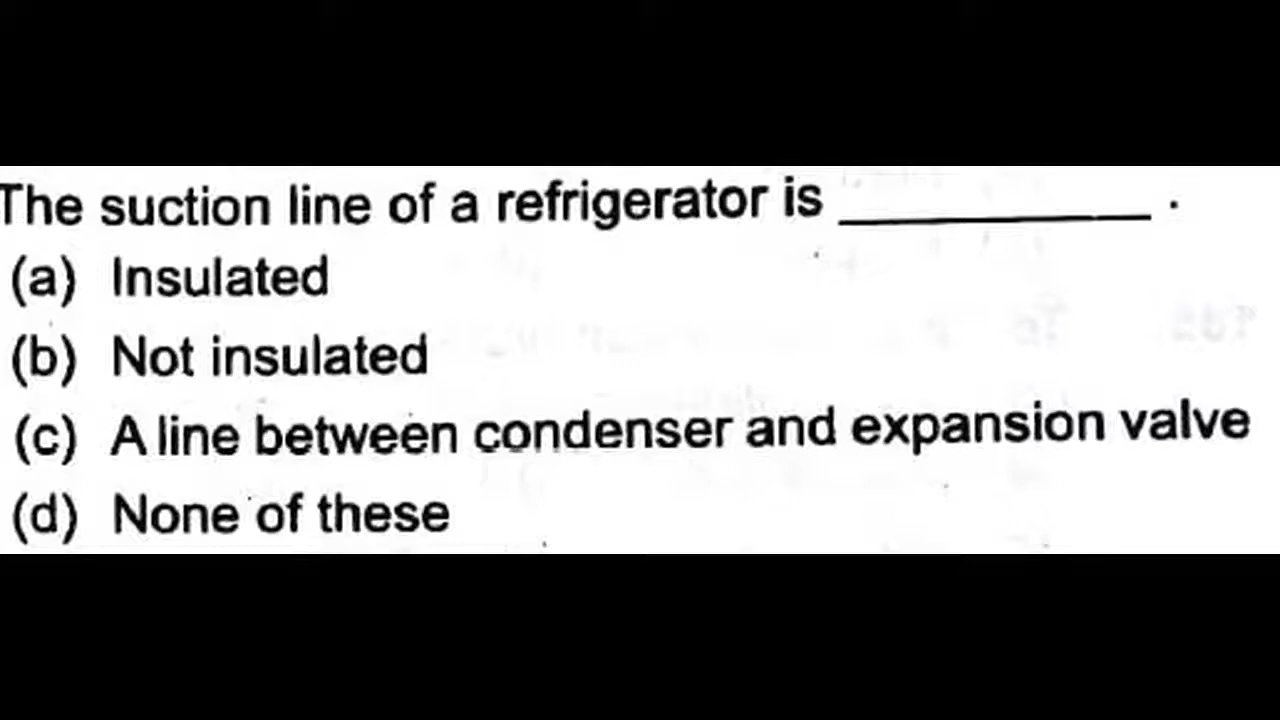 The suction line of a refrigerator is __________ .
(a) Insulated
(b) Not insulated
(c) A line between condenser and expansion valve
(d) None of these